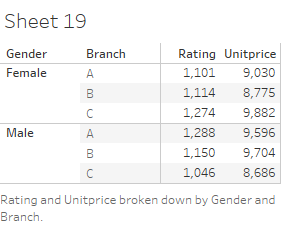 Sheet 19
Gender Branch Rating Unitprice
Female A 1,101 9,030
B 1,114 8,775
C 1,274 9,882
Male A 1,288 9,596
B 1,150 9,704
C 1,046 8,686
Rating and Unitprice broken down by Gender and
Branch.